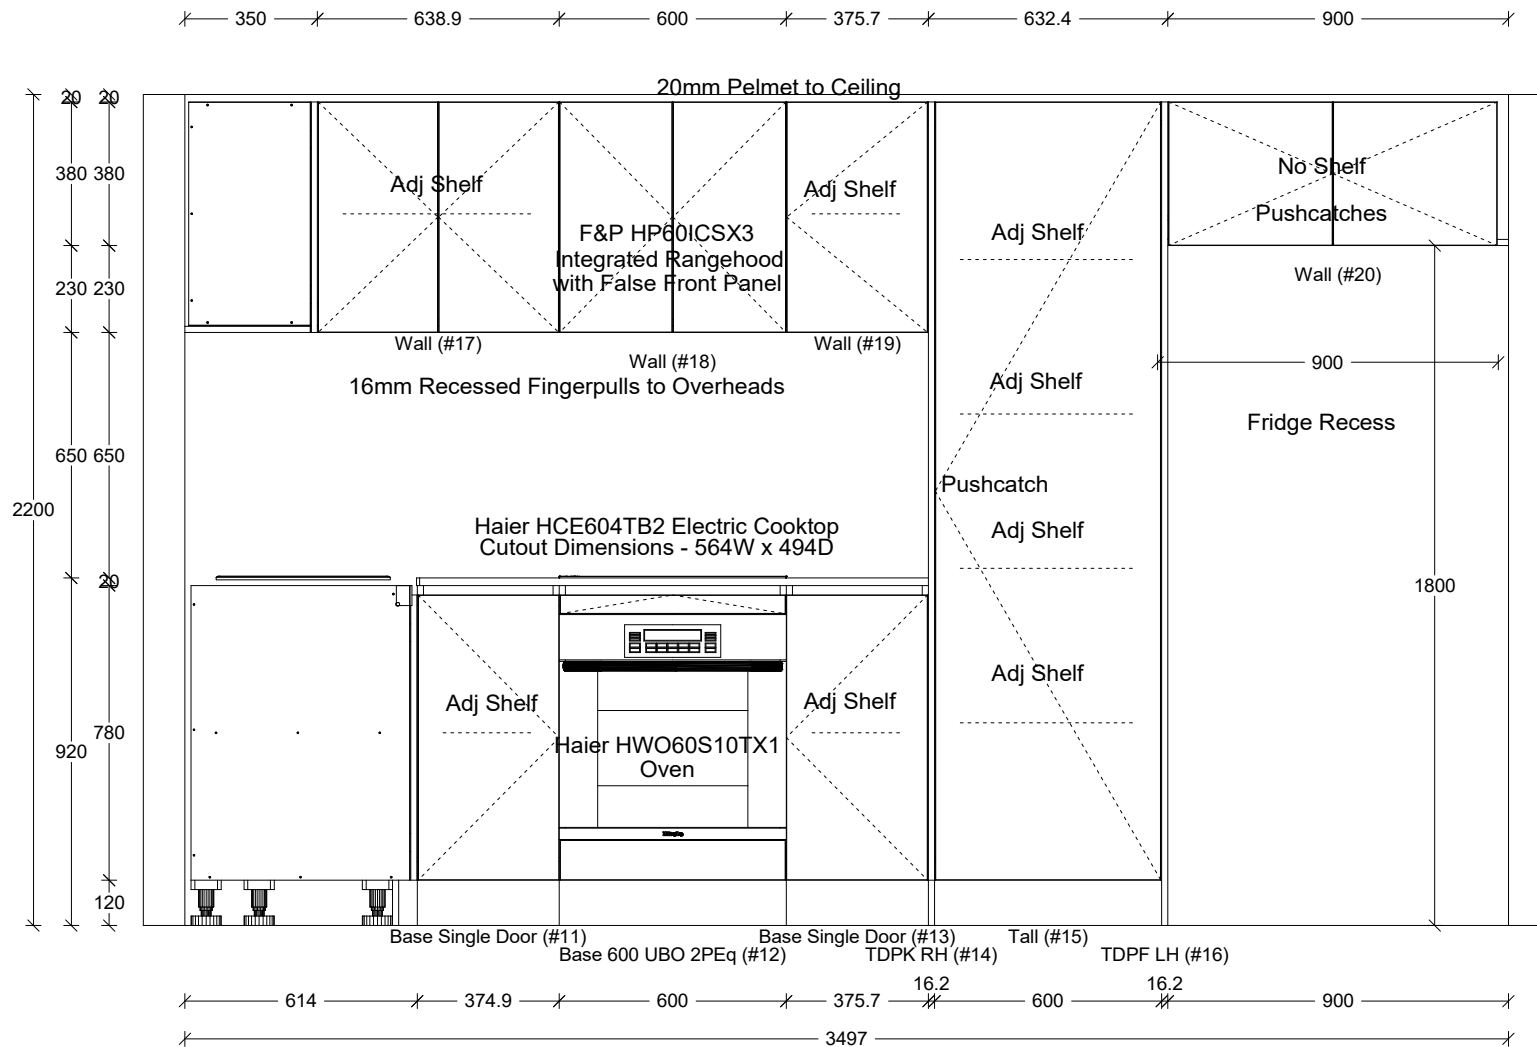 350 638.9 600 375.7 632.4 900
20mm Pelmet to Ceiling
20 20
380 380
No Shelf
Adj Shelf Adj Shelf
Pushcatches
F&P HP60ICSX3 Adj Shelf
Integrated Rangehood
with False Front Panel
Wall (#20)
230 230
Wall (#17) Wall (#18) Wall (#19)
900
16mm Recessed Fingerpulls to Overheads
Adj Shelf
Fridge Recess
650 650
Pushcatch
2200
Haier HCE604TB2 Electric Cooktop
Cutout Dimensions - 564W x 494D
Adj Shelf
20
1800
Adj Shelf
Adj Shelf Adj Shelf
780
920
Haier HWO60S10TX1
Oven
120
Base Single Door (#11) Base Single Door (#13) Tall (#15)
Base 600 UBO 2PEq (#12) TDPK RH (#14) TDPF LH (#16)
16.2 16.2
614 374.9 600 375.7 600 900
3497